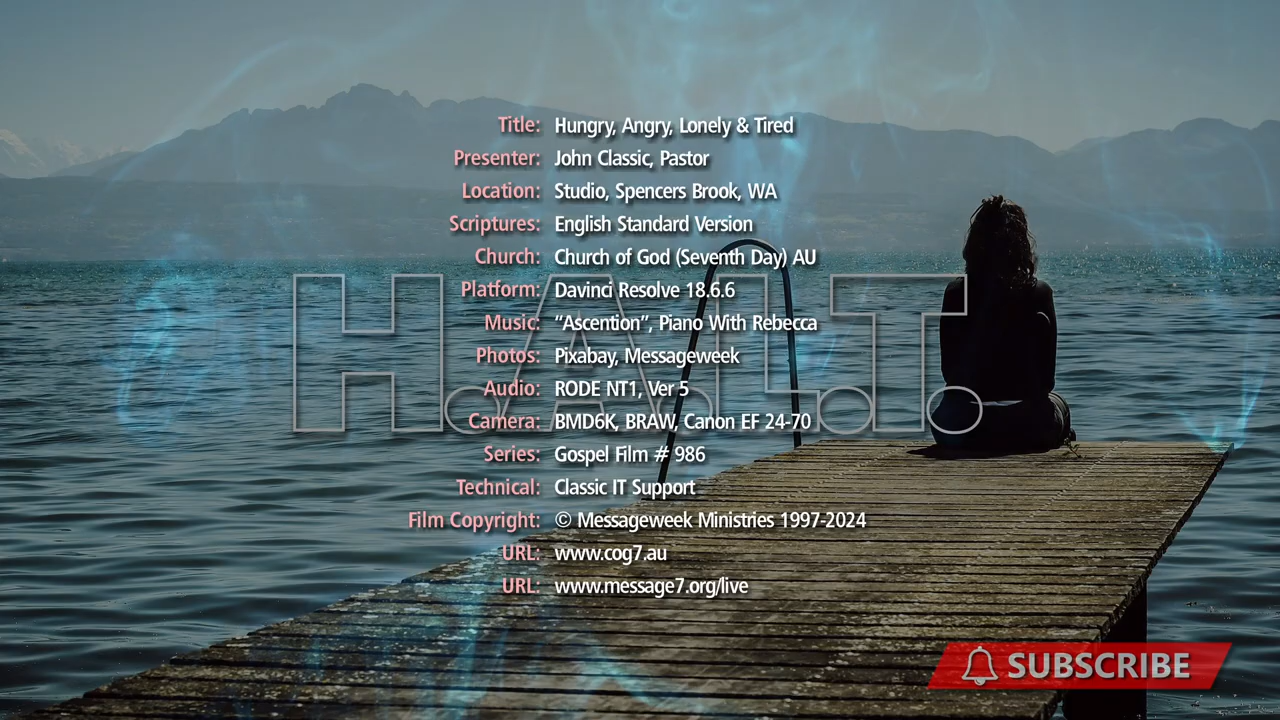 Title: Hungry, Angry, Lonely & Tired
Presenter: John Classic, Pastor
Location: Studio, Spencers Brook, WA
Scriptures: English Standard Version
Church: Church of God (Seventh Day) AU
Platform: Davinci Resolve 18.6.6
Music: “Ascention”, Piano With Rebecca
Photos: Pixabay, Messageweek
Audio: RODE NT1, Ver 5
H.A.L.T.
Camera: BMD6K, BRAW, Canon EF 24-70
Series: Gospel Film # 986
Technical: Classic IT Support
Film Copyright: © Messageweek Ministries 1997-2024
URL: www.cog7.au
URL: www.message7.org/live
SUBSCRIBE